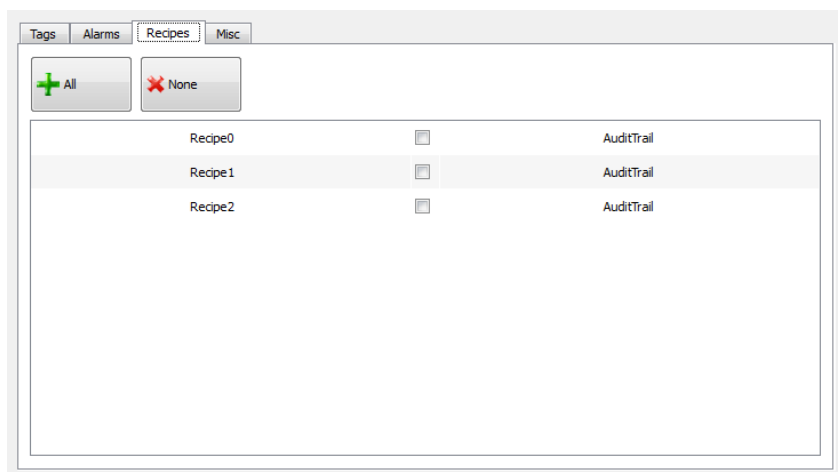 Tags Alarms Recipes Misc
All None
Recipe0 AuditTrail
Recipe1 AuditTrail
Recipe2 AuditTrail